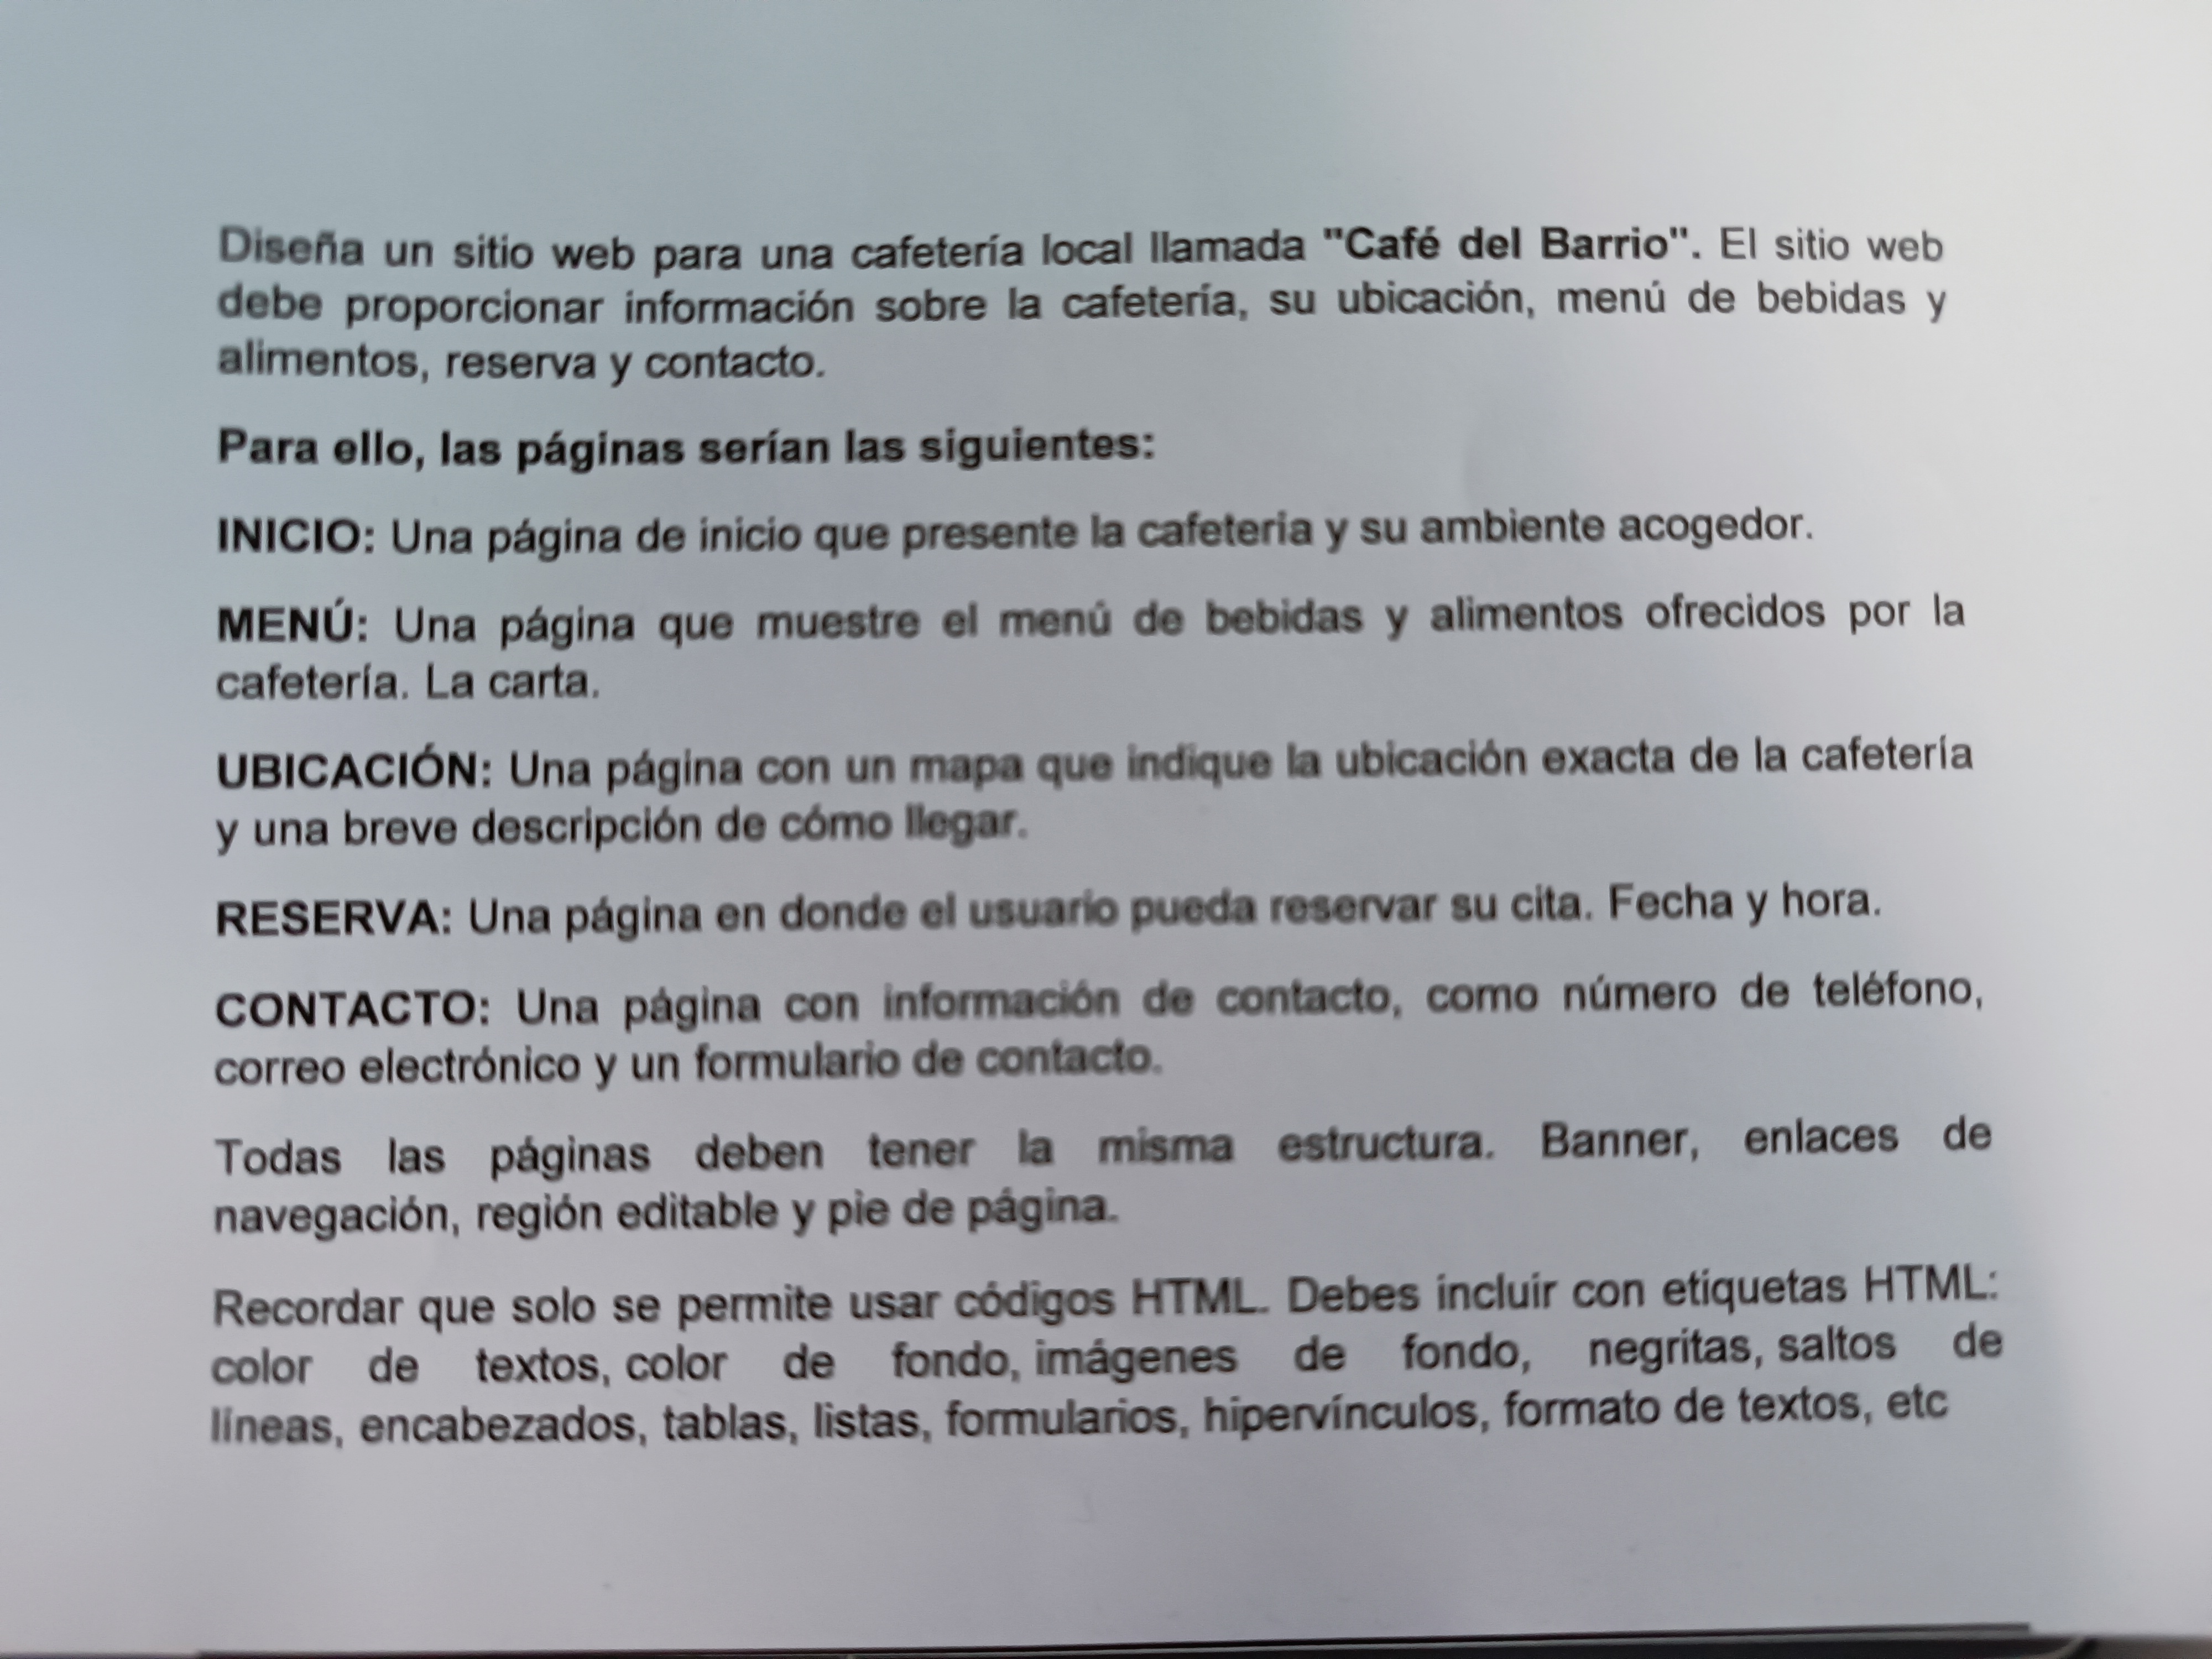 Diseña un sitio web para una cafetería local llamada "Café del Barrio". El sitio web
debe proporcionar información sobre la cafetería, su ubicación, menú de bebidas y
alimentos, reserva y contacto.
Para ello, las páginas serían las siguientes:
INICIO: Una página de inicio que presente la cafeteria y su ambiente acogedor.
MENÚ: Una página que muestre el menú de bebidas y alimentos ofrecidos por la
cafetería. La carta.
UBICACIÓN: Una página con un mapa que indique la ubicación exacta de la cafetería
y una breve descripción de cómo llegar.
RESERVA: Una página en donde el usuario pueda reservar su cita. Fecha y hora.
CONTACTO: Una página con información de contacto, como número de teléfono,
correo electrónico y un formulario de contacto.
Todas las páginas deben tener la misma estructura. Banner, enlaces de
navegación, región editable y pie de página.
Recordar que solo se permite usar códigos HTML. Debes incluir con etiquetas HTML:
color de textos, color de fondo, imágenes de fondo, negritas, saltos de
líneas, encabezados, tablas, listas, formularios, hipervínculos, formato de textos, etc